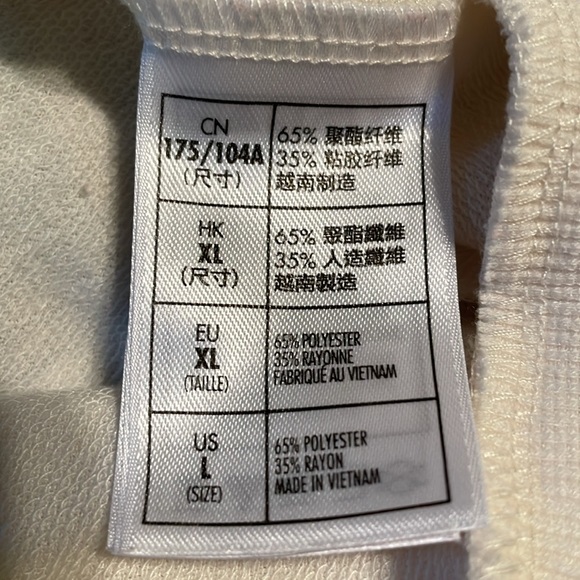 CN
175/104A
(尺寸)
65% 聚酯纤维
35% 粘胶纤维
越南制造
HK
XL
(尺寸)
65% 聚酯纖維
35% 人造纖維
越南製造
EU
XL
(TAILLE)
65% POLYESTER
35% RAYONNE
FABRIQUÉ AU VIETNAM
US
L
(SIZE)
65% POLYESTER
35% RAYON
MADE IN VIETNAM